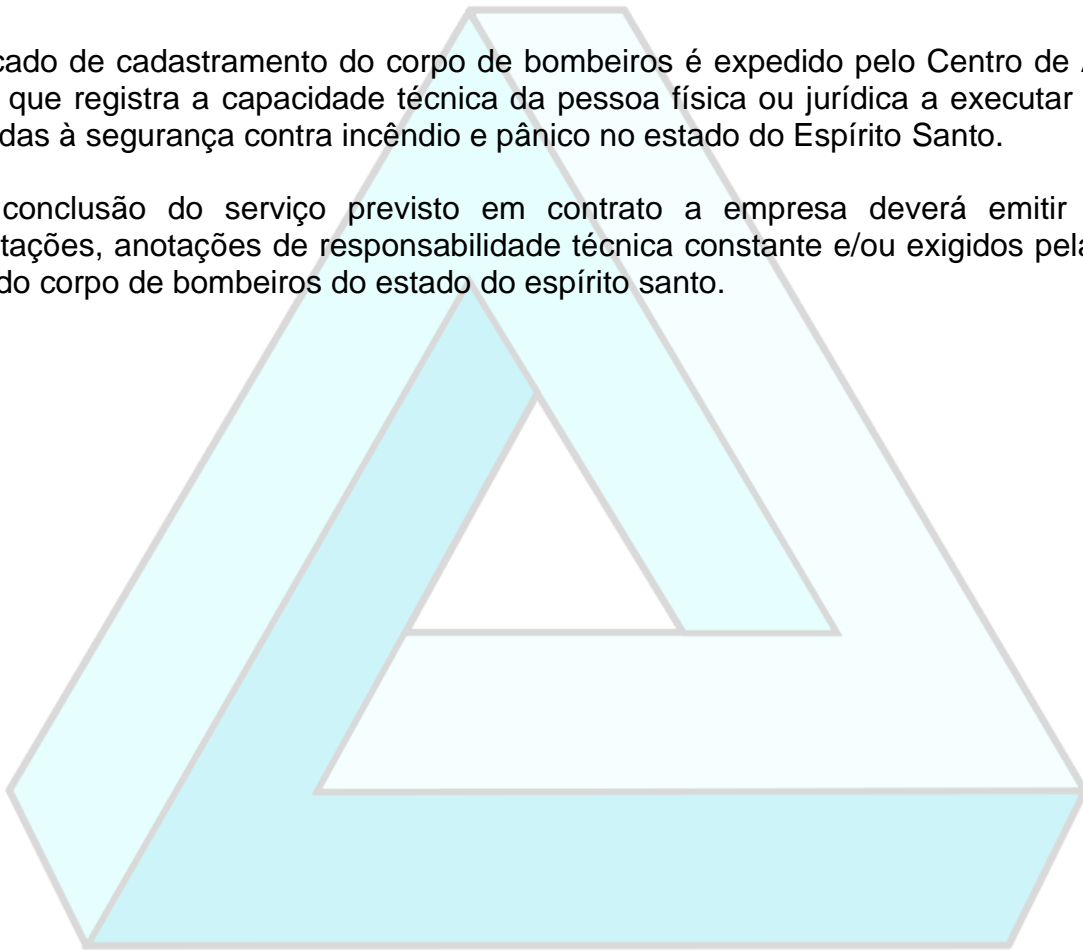 cado de cadastramento do corpo de bombeiros é expedido pelo Centro de
que registra a capacidade técnica da pessoa física ou jurídica a executar
das à segurança contra incêndio e pânico no estado do Espírito Santo.
conclusão do serviço previsto em contrato a empresa deverá emitir
tações, anotações de responsabilidade técnica constante e/ou exigidos pela
do corpo de bombeiros do estado do espírito santo.